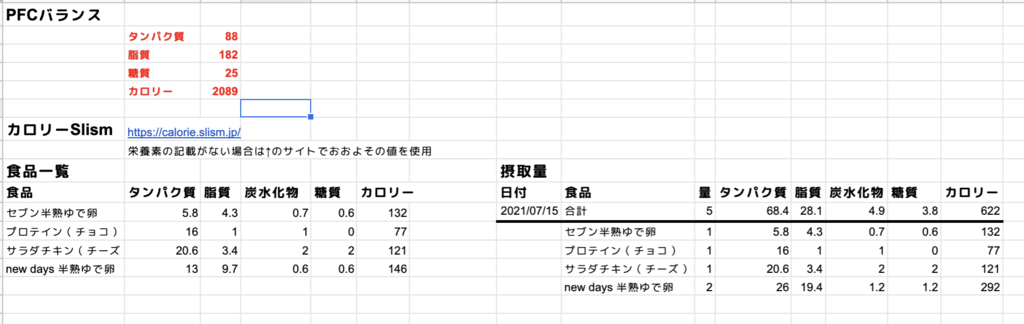 PFCバランス
タンパク質 88
脂質 182
糖質 25
カロリー 2089
カロリーSlism https://calorie.slism.jp/
栄養素の記載がない場合は↑のサイトでおおよその値を使用
食品一覧
食品 タンパク質 脂質 炭水化物 糖質 カロリー
セブン半熟ゆで卵 5.8 4.3 0.7 0.6 132
プロテイン(チョコ) 16 1 1 0 77
サラダチキン(チーズ 20.6 3.4 2 2 121
new days 半熟ゆで卵 13 9.7 0.6 0.6 146
摂取量
日付 食品 量 タンパク質 脂質 炭水化物 糖質 カロリー
2021/07/15 合計 5 68.4 28.1 4.9 3.8 622
セブン半熟ゆで卵 1 5.8 4.3 0.7 0.6 132
プロテイン(チョコ) 1 16 1 1 0 77
サラダチキン(チーズ) 1 20.6 3.4 2 2 121
new days 半熟ゆで卵 2 26 19.4 1.2 1.2 292